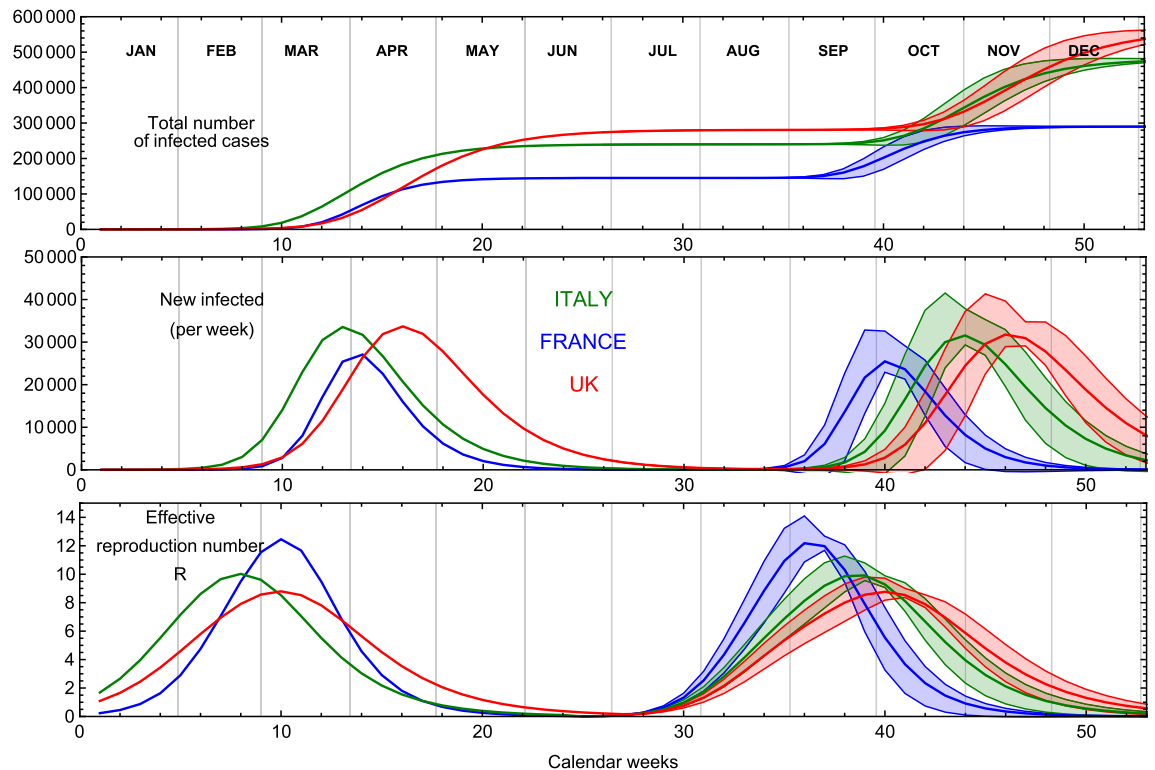 600 000
500 000
400 000
300 000
200 000
100 000
0
JAN FEB MAR APR MAY JUN JUL AUG SEP OCT NOV DEC
Total number
of infected cases
0 10 20 30 40 50
50 000
40 000
30 000
20 000
10 000
0
New infected
(per week)
ITALY
FRANCE
UK
0 10 20 30 40 50
14
12
10
8
6
4
2
0
Effective
reproduction number
R
0 10 20 30 40 50
Calendar weeks